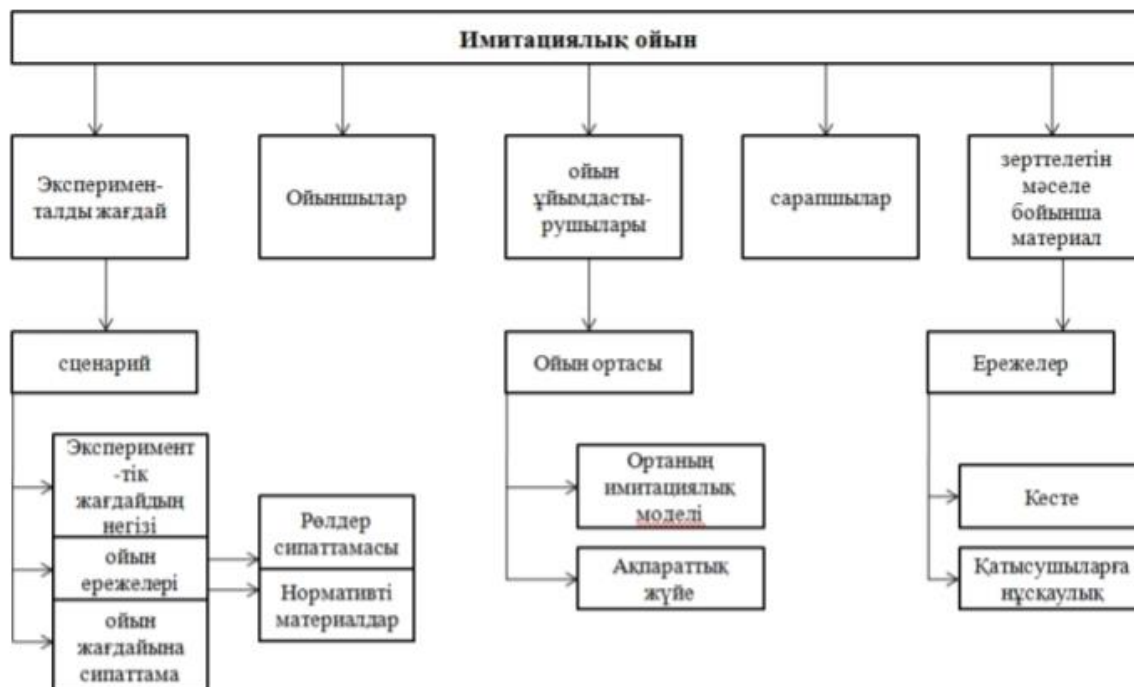 Имитациялық ойын
Эксперимен-
талды жағдай
Ойыншылар
ойын
ұйымдасты-
рушылары
сарапшылар
зерттелетін
мәселе
бойынша
материал
сценарий
Ойын ортасы
Ережелер
Эксперимент
-тік
жағдайдың
негізі
ойын
ережелері
ойын
жағдайына
сипаттама
Рөлдер
сипаттамасы
Нормативті
материалдар
Ортаның
имитациялық
моделі
Ақпараттық
жүйе
Кесте
Қатысушыларға
нұсқаулық